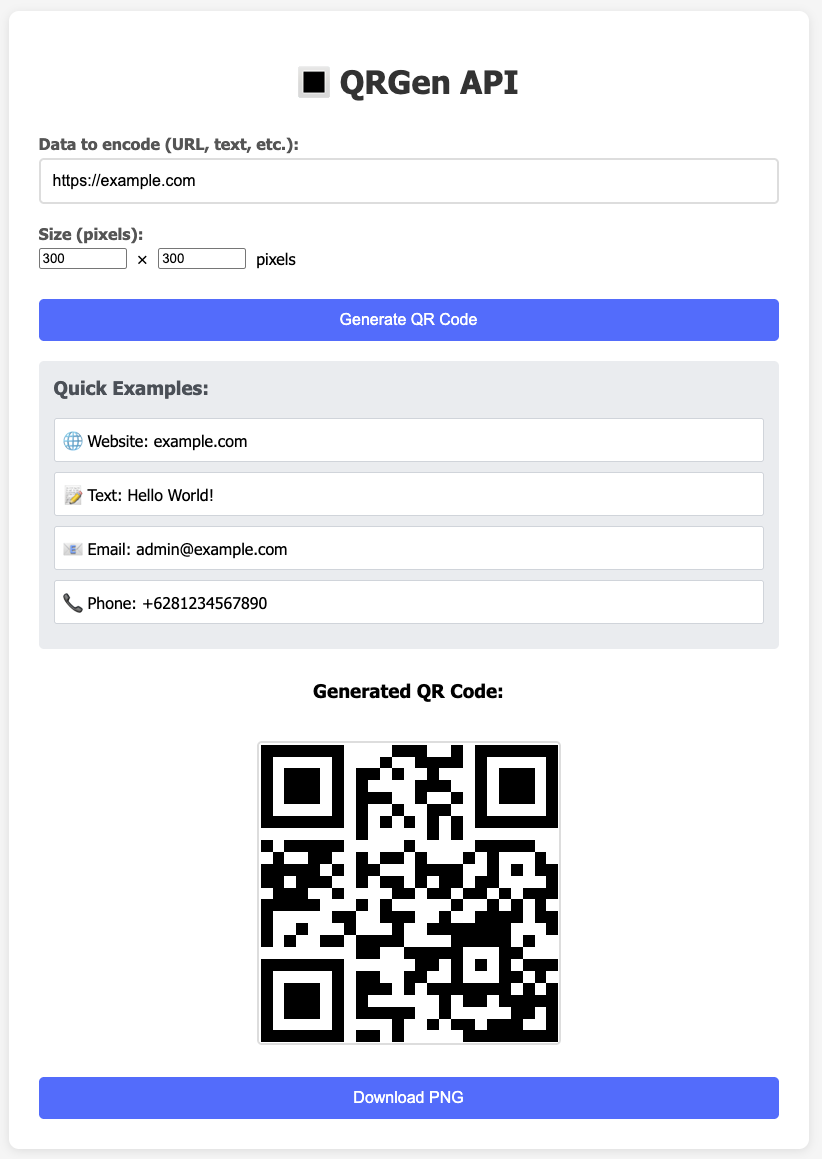 QRGen API
Data to encode (URL, text, etc.):
https://example.com
Size (pixels):
300 × 300 pixels
Generate QR Code
Quick Examples:
🌐 Website: example.com
📝 Text: Hello World!
📧 Email: admin@example.com
📞 Phone: +6281234567890
Generated QR Code:
Download PNG